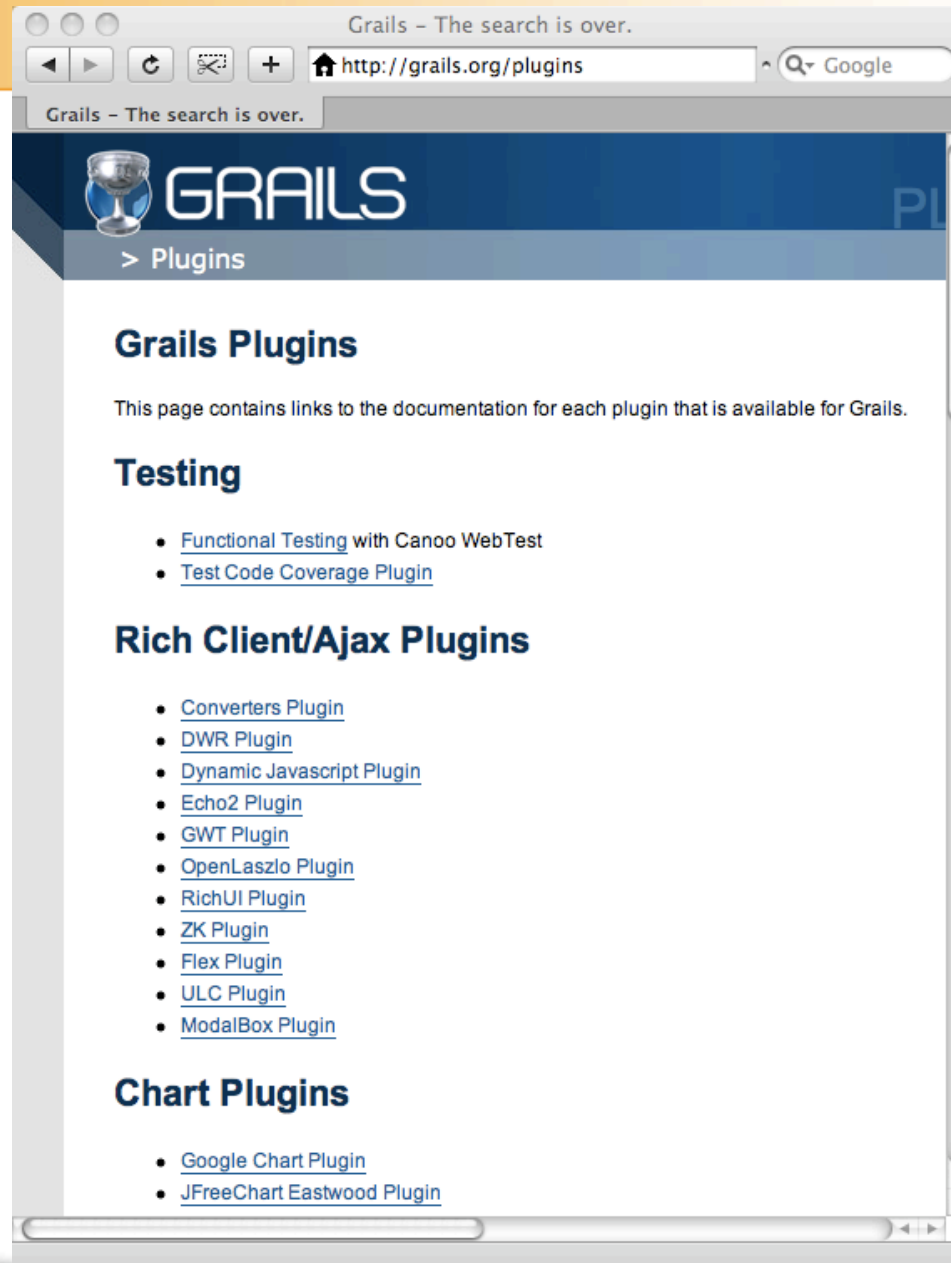 Grails – The search is over.
http://grails.org/plugins
Google
Grails – The search is over.
GRAILS
PL
> Plugins
Grails Plugins
This page contains links to the documentation for each plugin that is available for Grails.
Testing
Functional Testing with Canoo WebTest
Test Code Coverage Plugin
Rich Client/Ajax Plugins
Converters Plugin
DWR Plugin
Dynamic Javascript Plugin
Echo2 Plugin
GWT Plugin
OpenLaszlo Plugin
RichUI Plugin
ZK Plugin
Flex Plugin
ULC Plugin
ModalBox Plugin
Chart Plugins
Google Chart Plugin
JFreeChart Eastwood Plugin